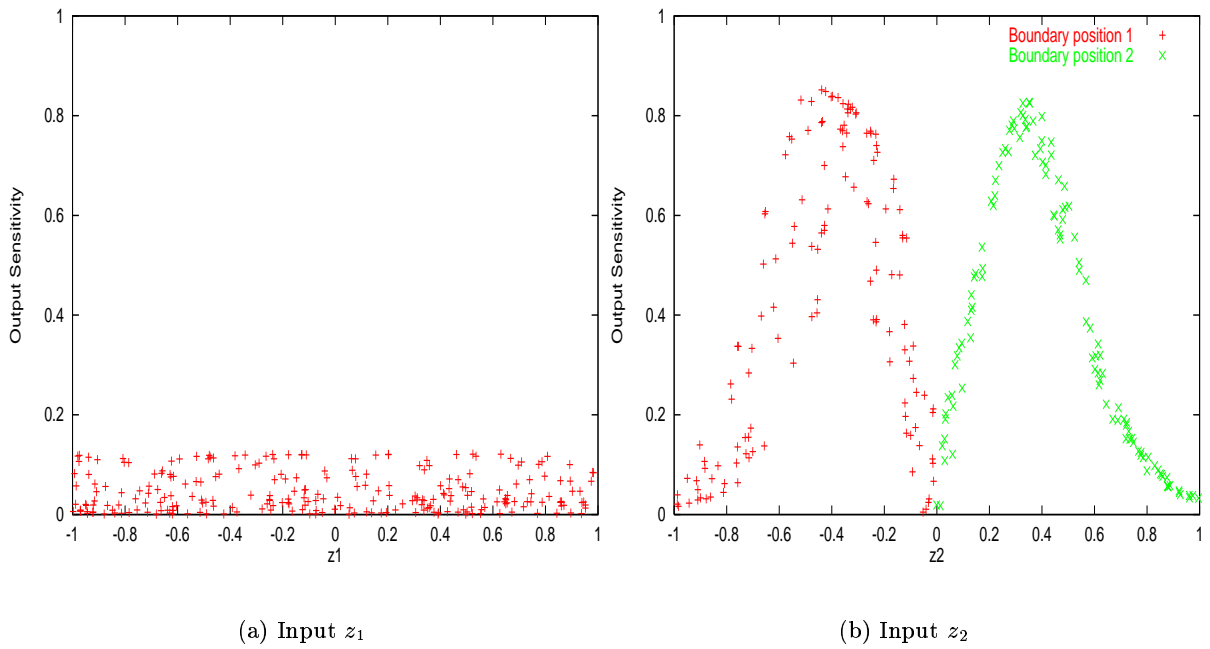 1
0.8
0.6
0.4
0.2
0
Output Sensitivity
-1 -0.8 -0.6 -0.4 -0.2 0 0.2 0.4 0.6 0.8 1
z1
(a) Input z₁
1
0.8
0.6
0.4
0.2
0
Output Sensitivity
Boundary position 1
Boundary position 2
-1 -0.8 -0.6 -0.4 -0.2 0 0.2 0.4 0.6 0.8 1
z2
(b) Input z₂